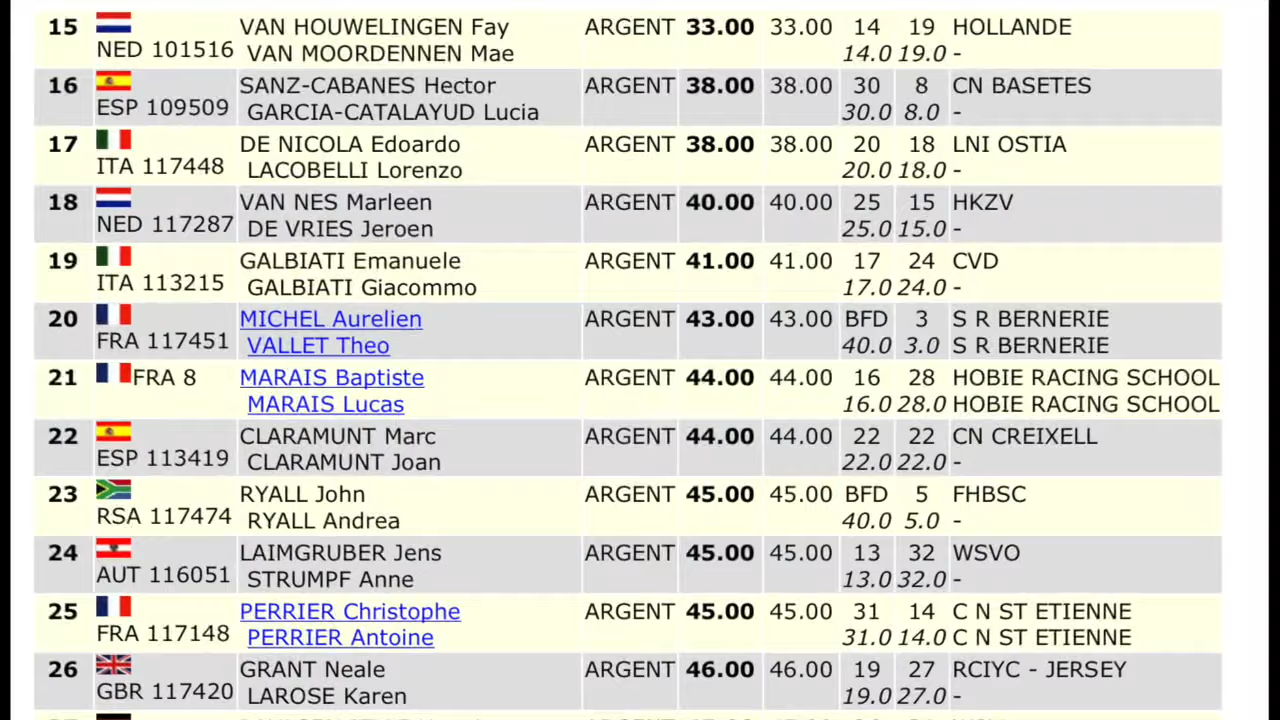 15 VAN HOUWELINGEN Fay ARGENT 33.00 33.00 14 19 HOLLANDE
NED 101516 VAN MOORDENNEN Mae 14.0 19.0 -
16 SANZ-CABANES Hector ARGENT 38.00 38.00 30 8 CN BASETES
ESP 109509 GARCIA-CATALAYUD Lucia 30.0 8.0 -
17 DE NICOLA Edoardo ARGENT 38.00 38.00 20 18 LNI OSTIA
ITA 117448 LACOBELLI Lorenzo 20.0 18.0 -
18 VAN NES Marleen ARGENT 40.00 40.00 25 15 HKZV
NED 117287 DE VRIES Jeroen 25.0 15.0 -
19 GALBIATI Emanuele ARGENT 41.00 41.00 17 24 CVD
ITA 113215 GALBIATI Giacommo 17.0 24.0 -
20 MICHEL Aurelien ARGENT 43.00 43.00 BFD 3 S R BERNERIE
FRA 117451 VALLET Theo 40.0 3.0 S R BERNERIE
21 FRA 8 MARAIS Baptiste ARGENT 44.00 44.00 16 28 HOBIE RACING SCHOOL
MARAIS Lucas 16.0 28.0 HOBIE RACING SCHOOL
22 CLARAMUNT Marc ARGENT 44.00 44.00 22 22 CN CREIXELL
ESP 113419 CLARAMUNT Joan 22.0 22.0 -
23 RYALL John ARGENT 45.00 45.00 BFD 5 FHBSC
RSA 117474 RYALL Andrea 40.0 5.0 -
24 LAIMGRUBER Jens ARGENT 45.00 45.00 13 32 WSVO
AUT 116051 STRUMPF Anne 13.0 32.0 -
25 PERRIER Christophe ARGENT 45.00 45.00 31 14 C N ST ETIENNE
FRA 117148 PERRIER Antoine 31.0 14.0 C N ST ETIENNE
26 GRANT Neale ARGENT 46.00 46.00 19 27 RCIYC - JERSEY
GBR 117420 LAROSE Karen 19.0 27.0 -